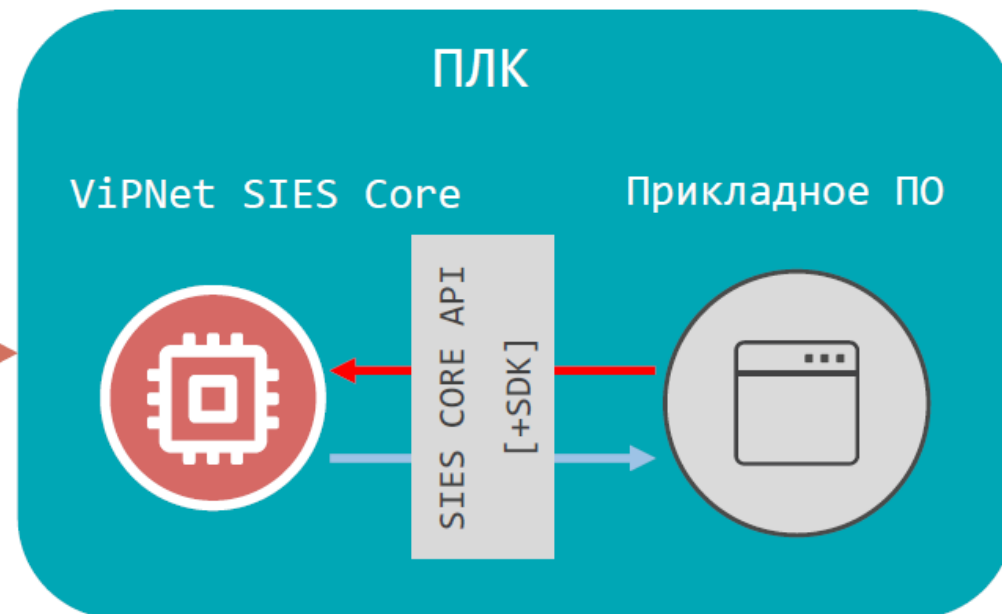 ПЛК
ViPNet SIES Core
Прикладное ПО
SIES CORE API
[+SDK]